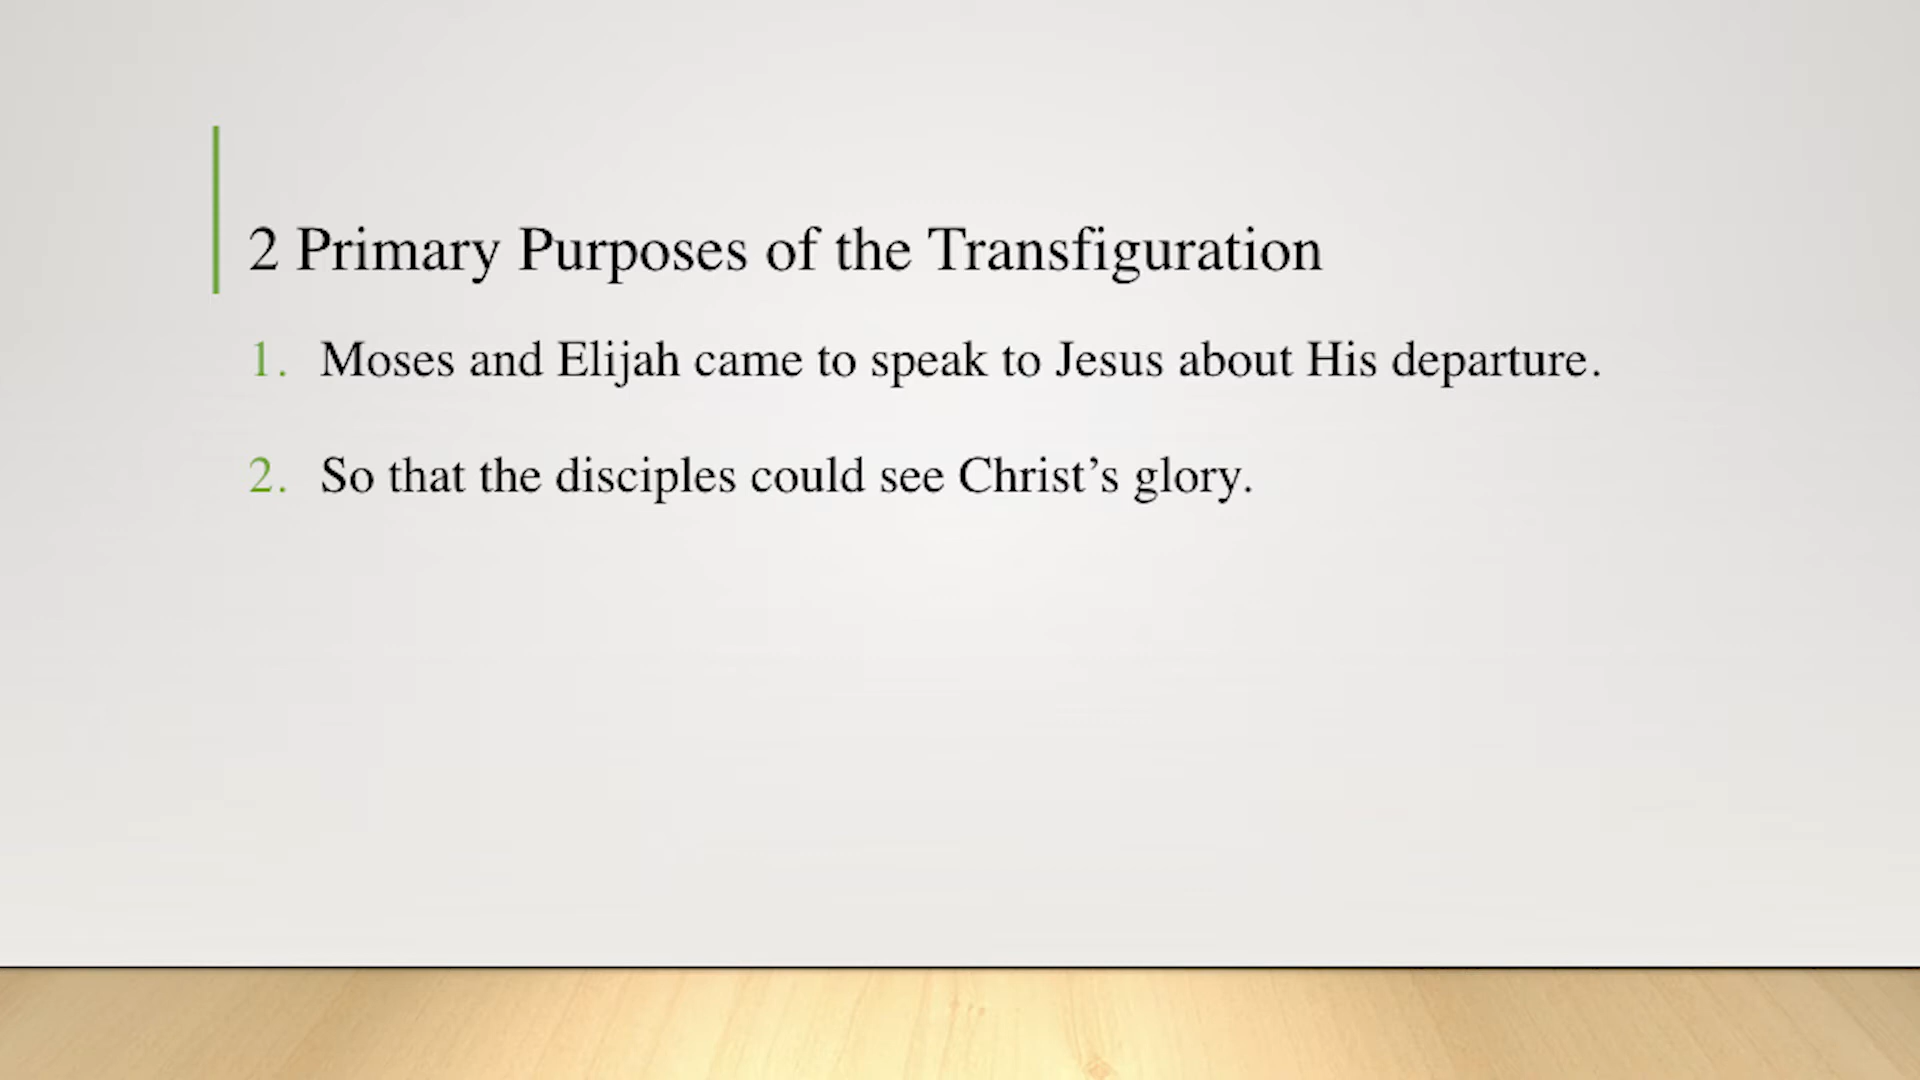 2 Primary Purposes of the Transfiguration
1. Moses and Elijah came to speak to Jesus about His departure.
2. So that the disciples could see Christ’s glory.